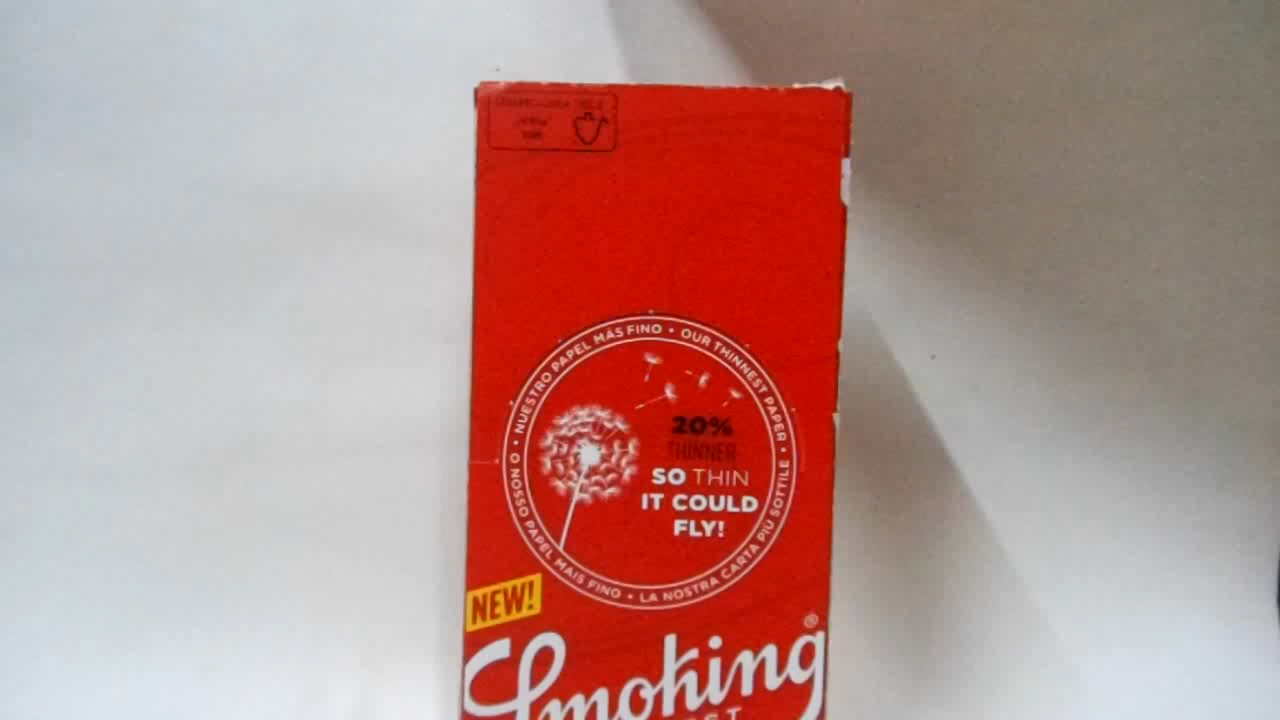 NUESTRO PAPEL MÁS FINO • OUR THINNEST PAPER • LA NOSTRA CARTA PIÙ SOTTILE • O NOSSO PAPEL MAIS FINO •
20%
THINNER
SO THIN
IT COULD
FLY!
NEW!
Smoking®